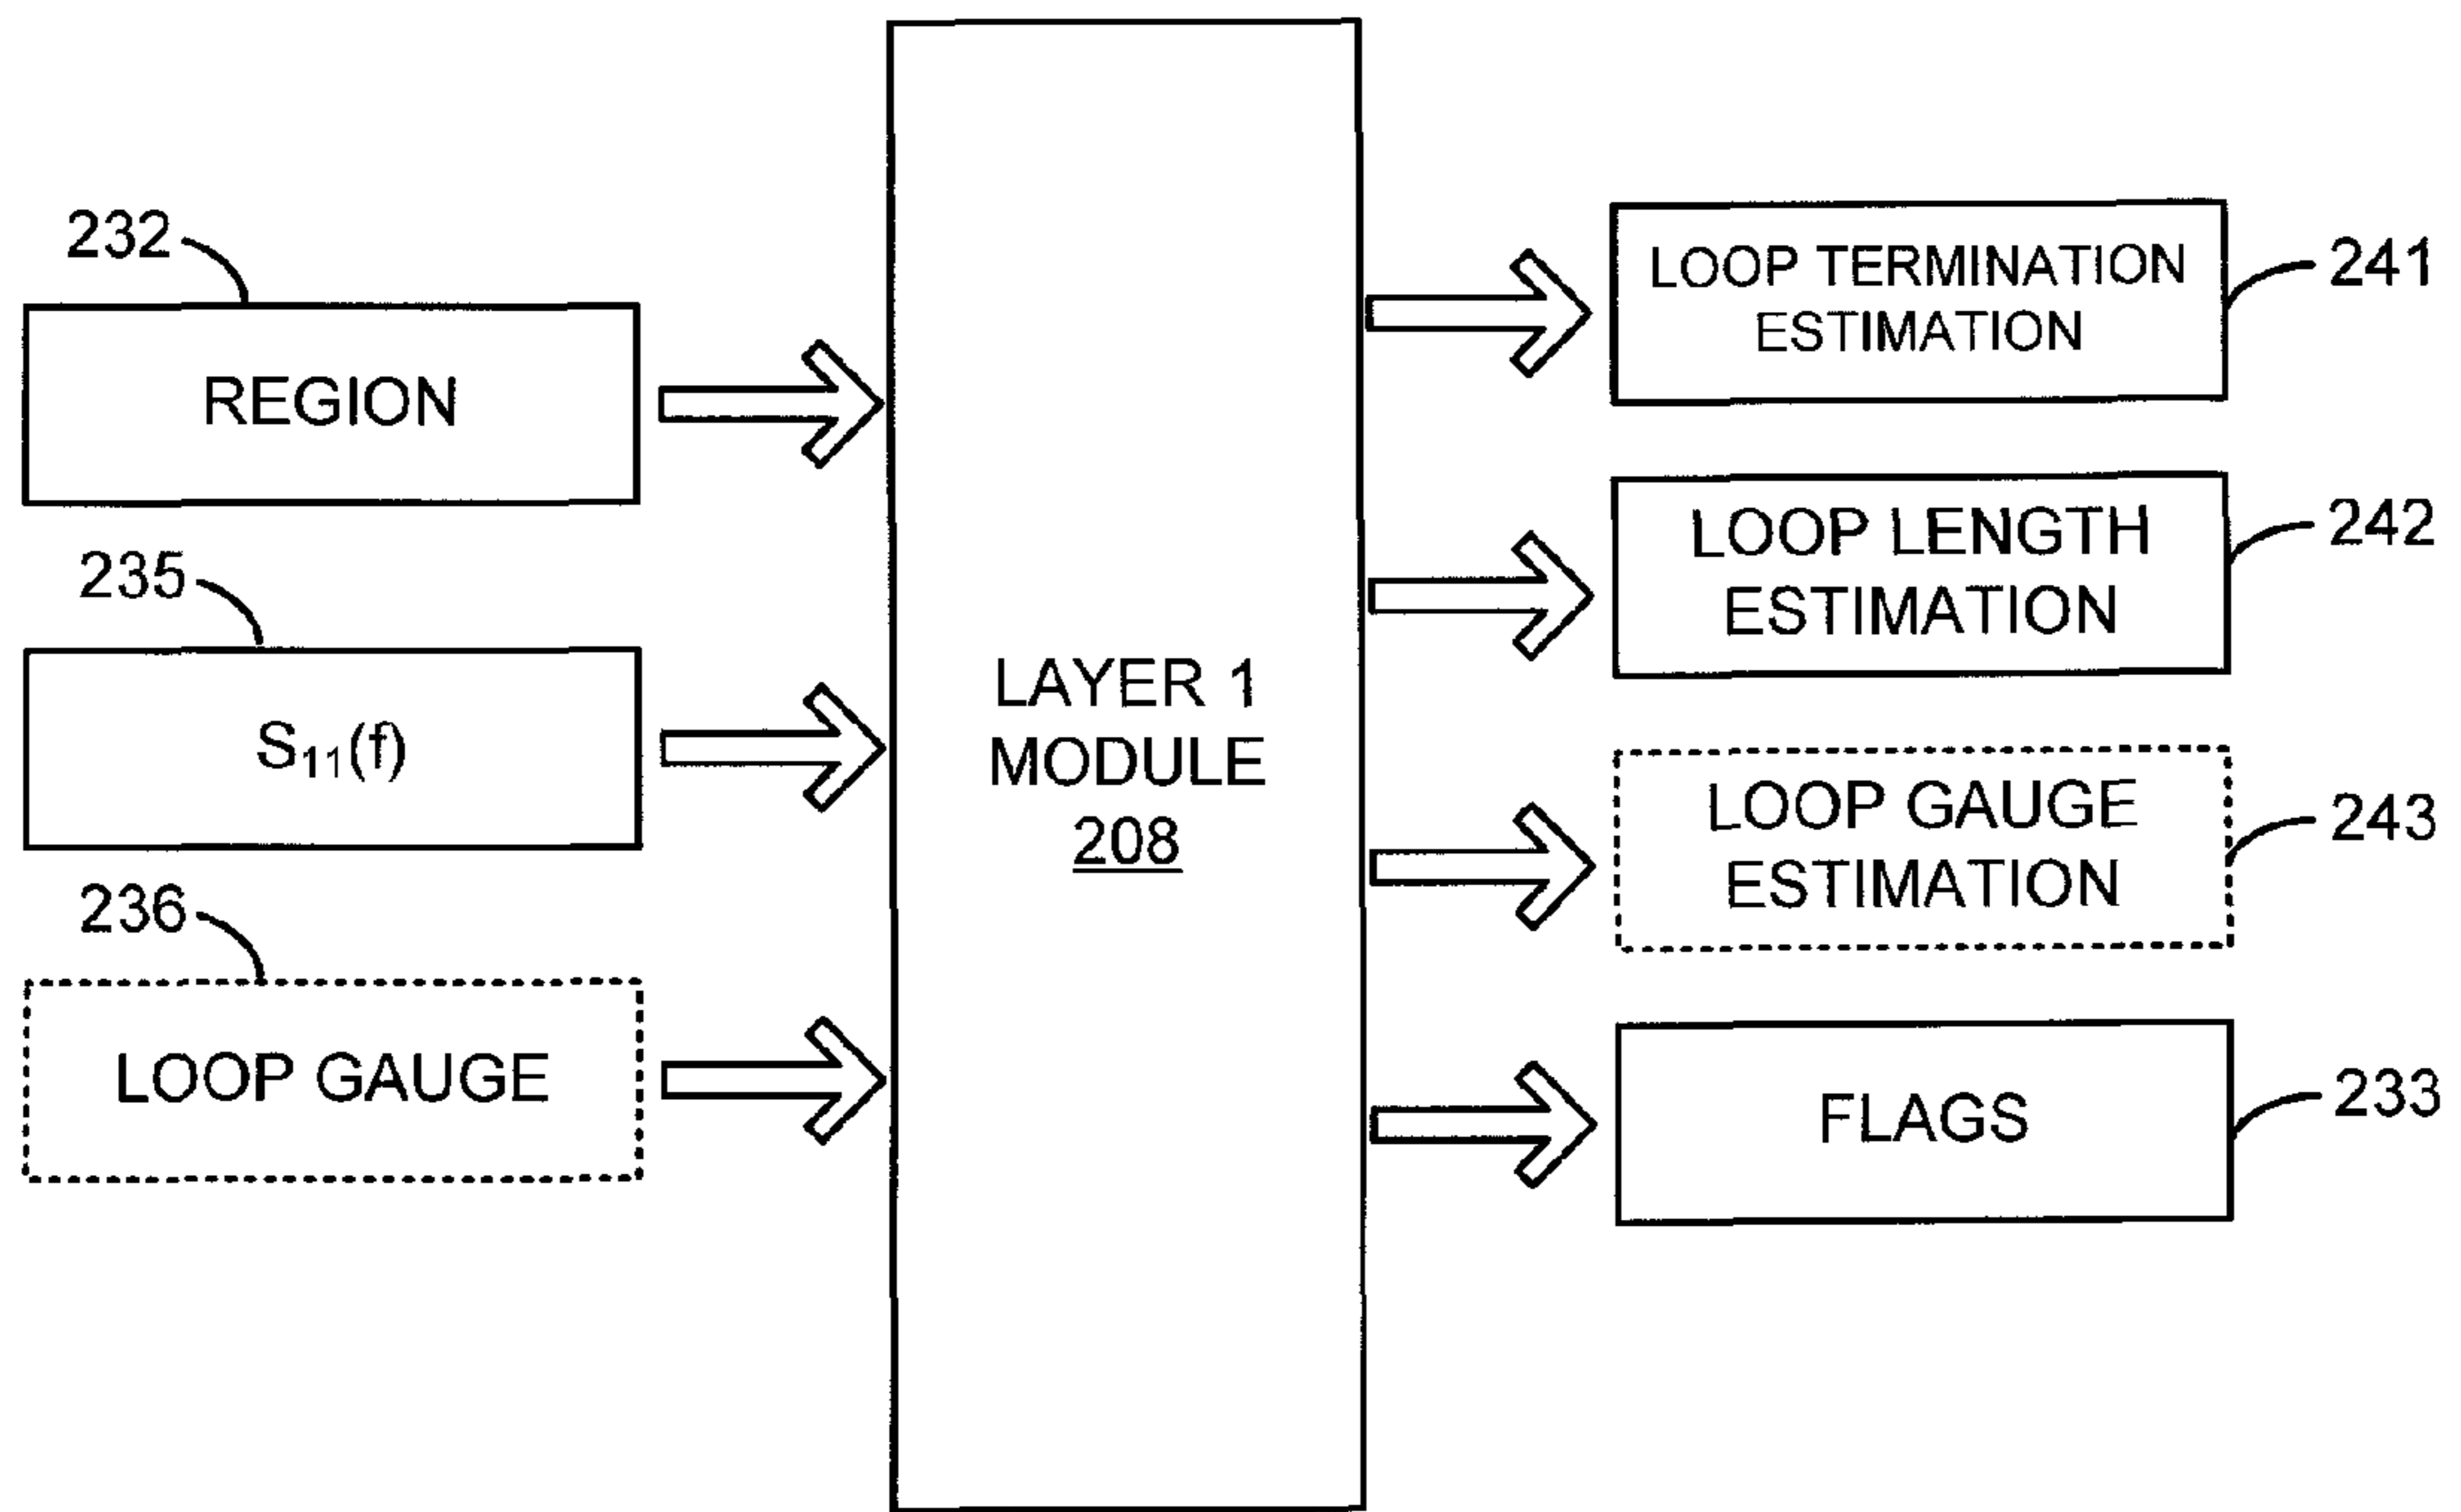 232
REGION
235
S₁₁(f)
236
LOOP GAUGE
LAYER 1
MODULE
208
LOOP TERMINATION
ESTIMATION
241
LOOP LENGTH
ESTIMATION
242
LOOP GAUGE
ESTIMATION
243
FLAGS
233